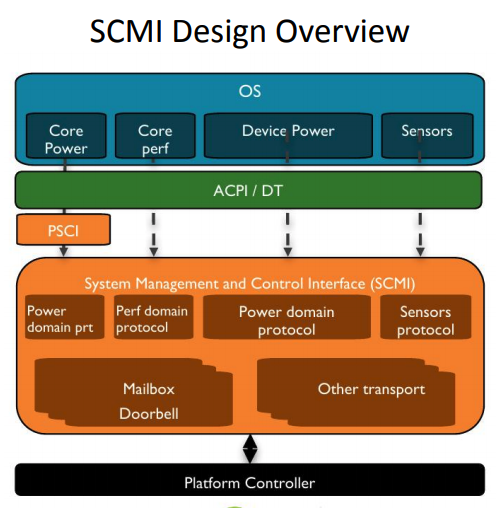 SCMI Design Overview
OS
Core
Power
Core
perf
Device Power
Sensors
ACPI / DT
PSCI
System Management and Control Interface (SCMI)
Power
domain prt
Perf domain
protocol
Power domain
protocol
Sensors
protocol
Mailbox
Doorbell
Other transport
Platform Controller